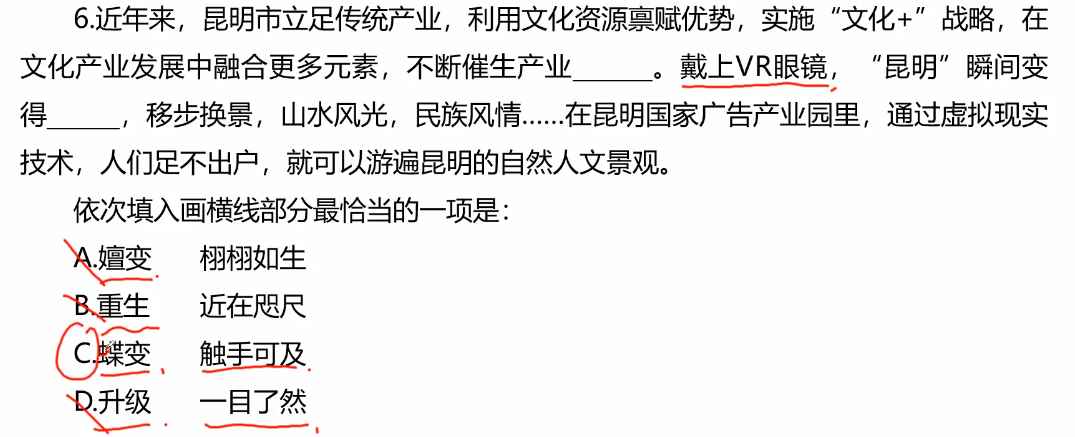 6.近年来，昆明市立足传统产业，利用文化资源禀赋优势，实施“文化+”战略，在
文化产业发展中融合更多元素，不断催生产业______。戴上VR眼镜，“昆明”瞬间变
得______，移步换景，山水风光，民族风情......在昆明国家广告产业园里，通过虚拟现实
技术，人们足不出户，就可以游遍昆明的自然人文景观。
依次填入画横线部分最恰当的一项是：
A.嬗变 栩栩如生
B.重生 近在咫尺
C.蝶变 触手可及
D.升级 一目了然